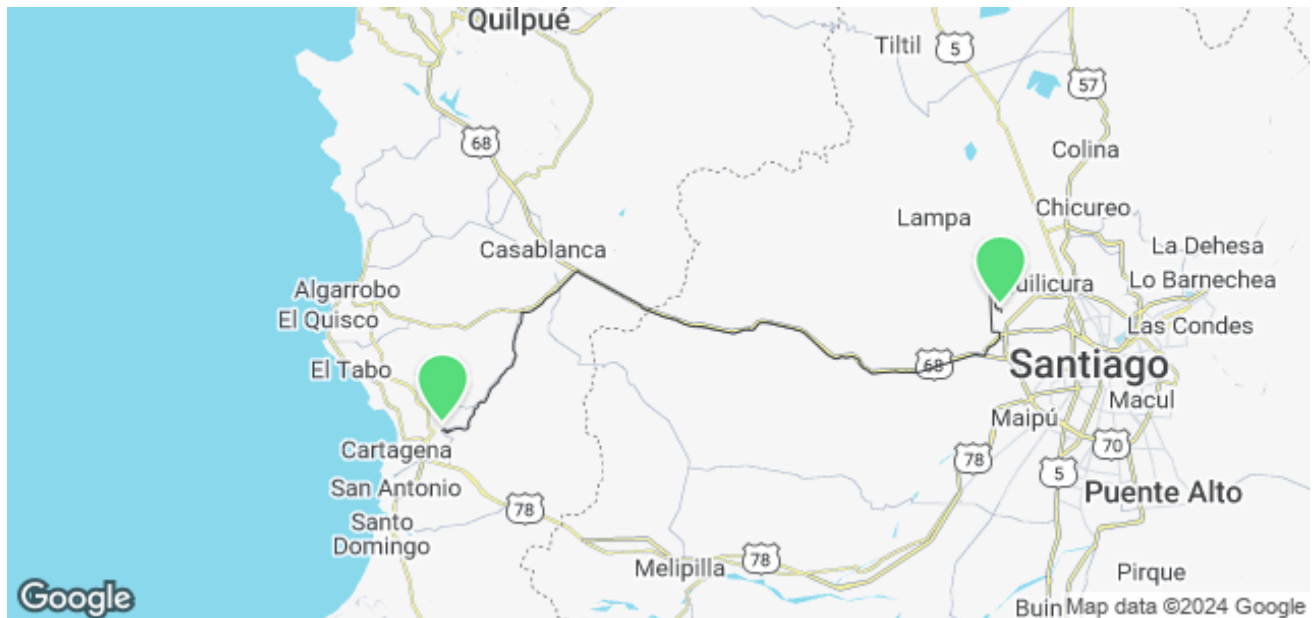 Quilpué
Tiltil
5
57
68
Colina
Lampa
Chicureo
La Dehesa
Casablanca
Lo Barnechea
uilicura
Algarrobo
El Quisco
Las Condes
El Tabo
68
Santiago
Macul
Maipú
Cartagena
70
78
5
San Antonio
Puente Alto
78
Santo
Domingo
78
Melipilla
Pirque
Google
Buin
Map data ©2024 Google